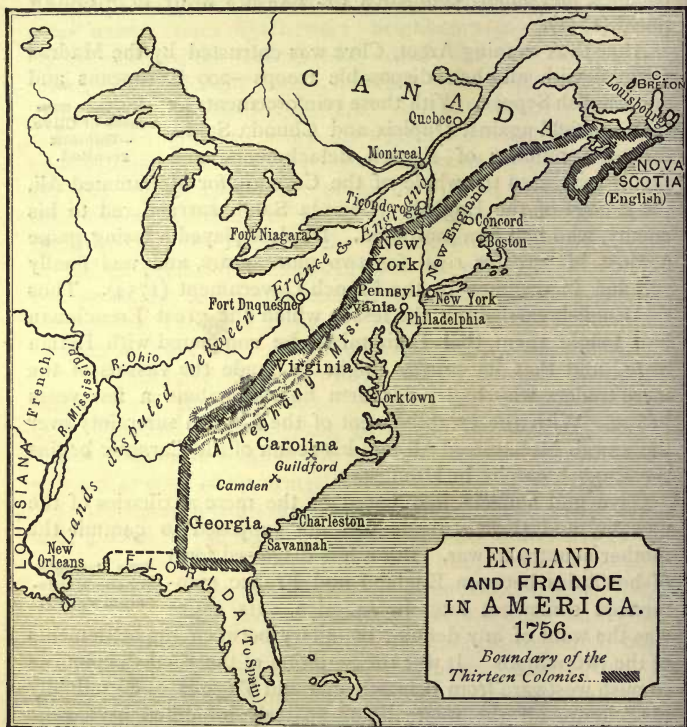 CANADA
C. BRETON
Louisbourg
Quebec
Montreal
NOVA
SCOTIA
(English)
Ticonderoga
New England
Concord
Boston
Fort Niagara
New
York
Lands disputed between France & England
Fort Duquesne
Pennsyl-
vania
New York
Philadelphia
R. Ohio
R. Mississippi
LOUISIANA (French)
Alleghany Mts.
Virginia
Yorktown
Carolina
Guildford
Camden
Georgia
Charleston
Savannah
New
Orleans
FLORIDA
(To Spain)
ENGLAND
AND FRANCE
IN AMERICA.
1756.
Boundary of the
Thirteen Colonies....